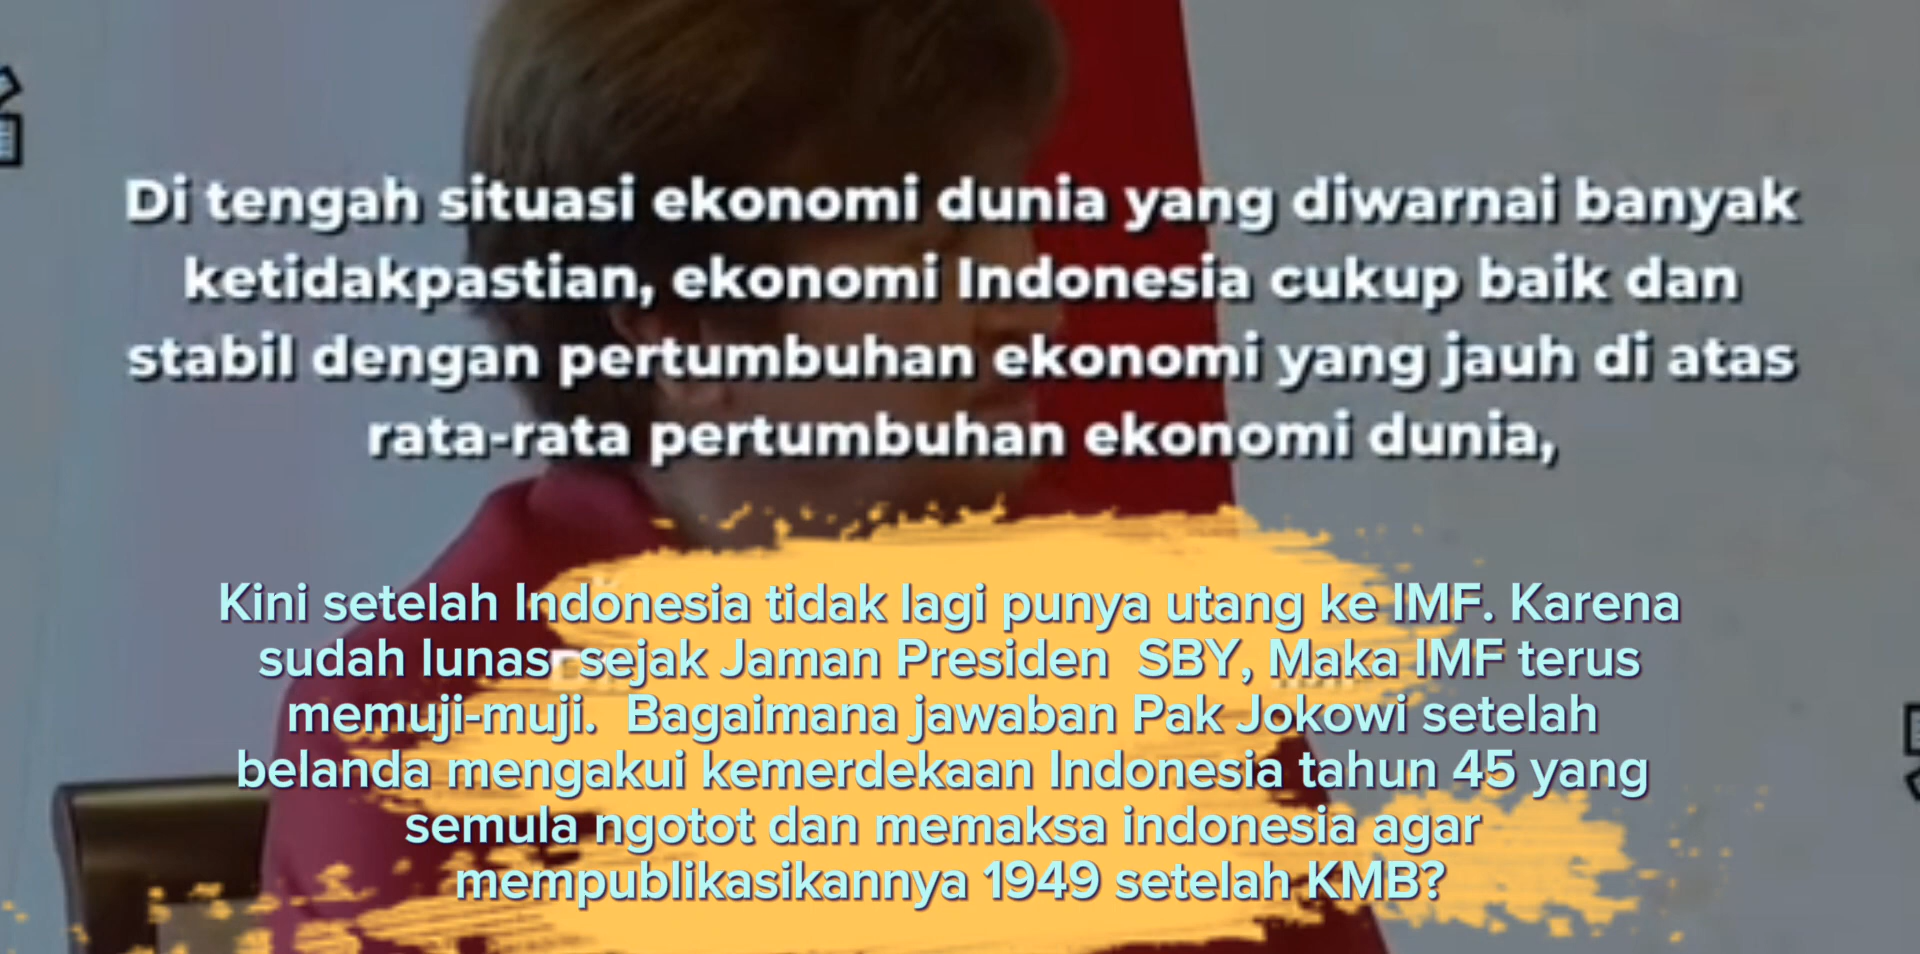 Di tengah situasi ekonomi dunia yang diwarnai banyak
ketidakpastian, ekonomi Indonesia cukup baik dan
stabil dengan pertumbuhan ekonomi yang jauh di atas
rata-rata pertumbuhan ekonomi dunia,
Kini setelah Indonesia tidak lagi punya utang ke IMF. Karena
sudah lunas sejak Jaman Presiden SBY, Maka IMF terus
memuji-muji. Bagaimana jawaban Pak Jokowi setelah
belanda mengakui kemerdekaan Indonesia tahun 45 yang
semula ngotot dan memaksa indonesia agar
mempublikasikannya 1949 setelah KMB?